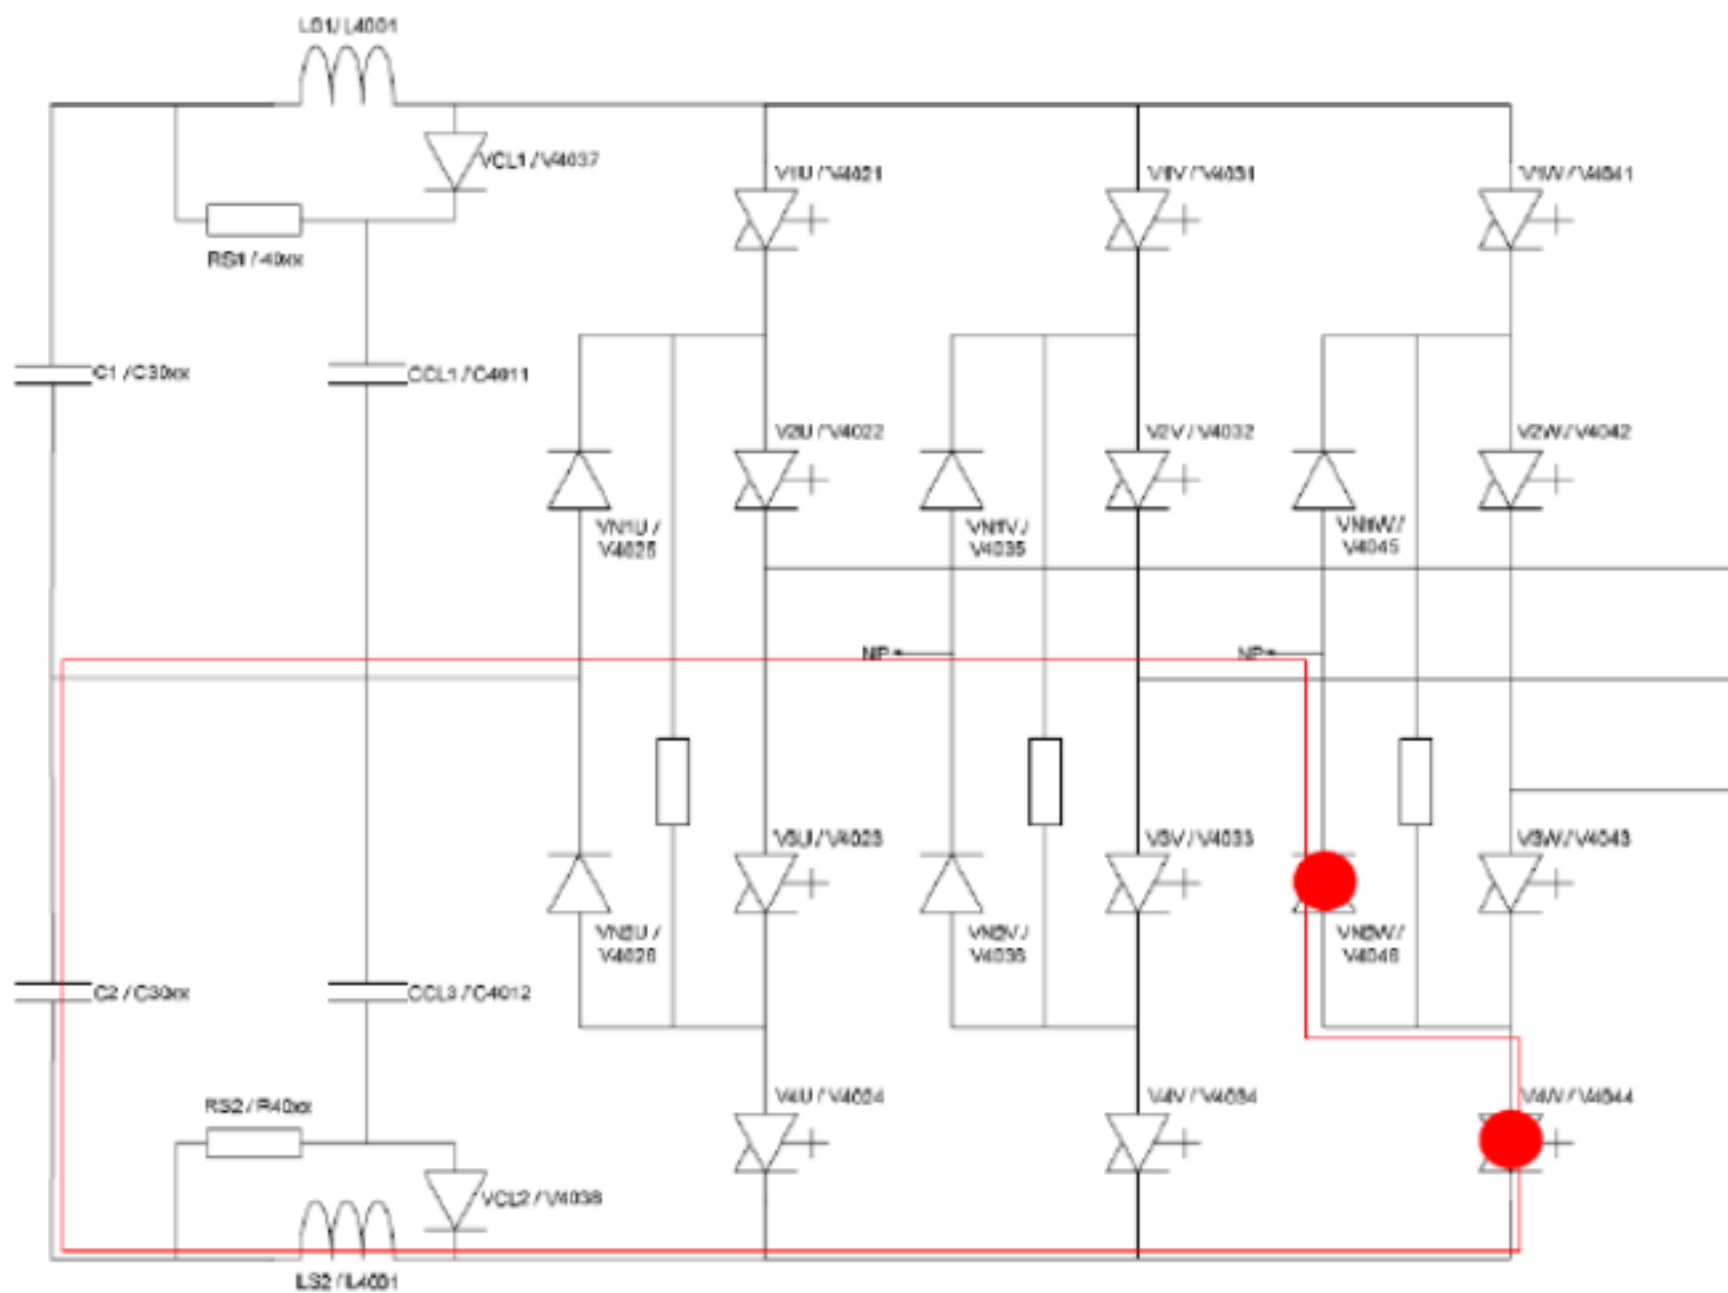 LS1/ L4001
VCL1 / V4037
V1U / V4021
V1V / V4031
V1W / V4041
RS1 / -40xx
C1 / C30xx
CCL1 / C4011
V2U / V4022
V2V / V4032
V2W / V4042
VN1U /
V4025
VN1V /
V4035
VN1W /
V4045
NP
NP
V3U / V4023
V3V / V4033
V3W / V4043
VN2U /
V4026
VN2V /
V4036
VN2W /
V4046
C2 / C30xx
CCL3 / C4012
RS2 / R40xx
V4U / V4024
V4V / V4034
V4W / V4044
VCL2 / V4038
LS2 / L4001